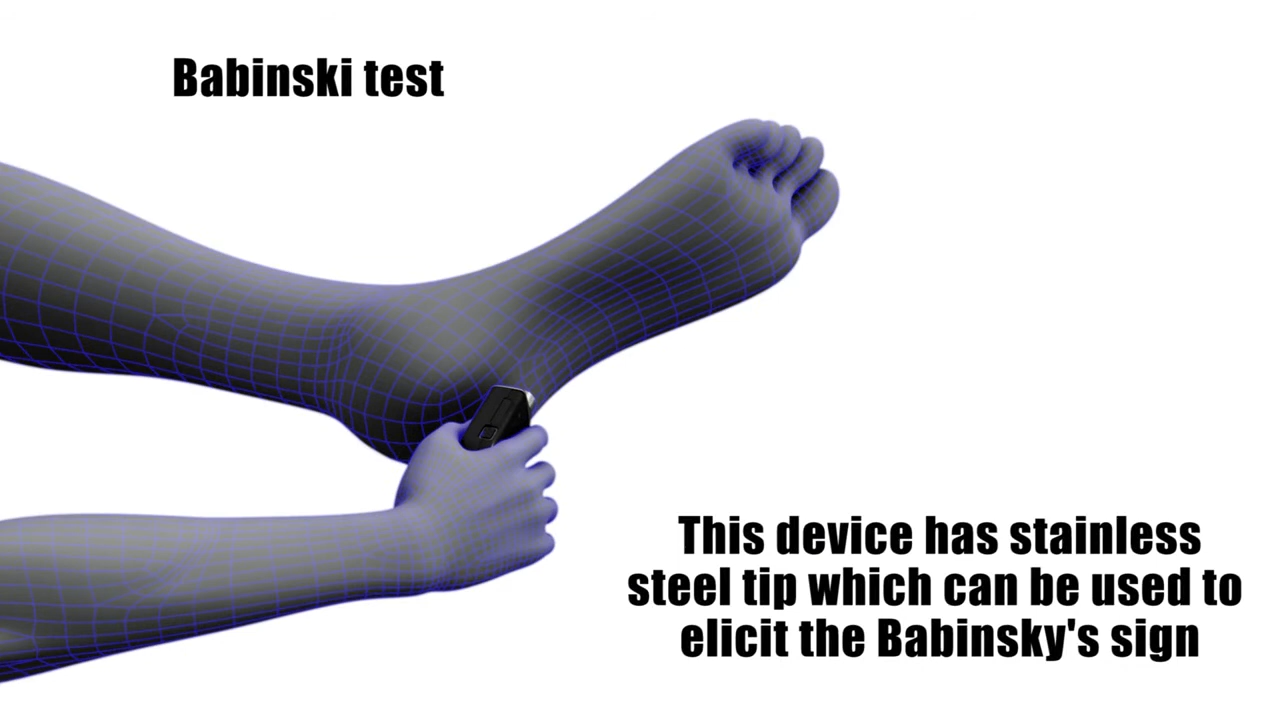 Babinski test
This device has stainless
steel tip which can be used to
elicit the Babinsky's sign